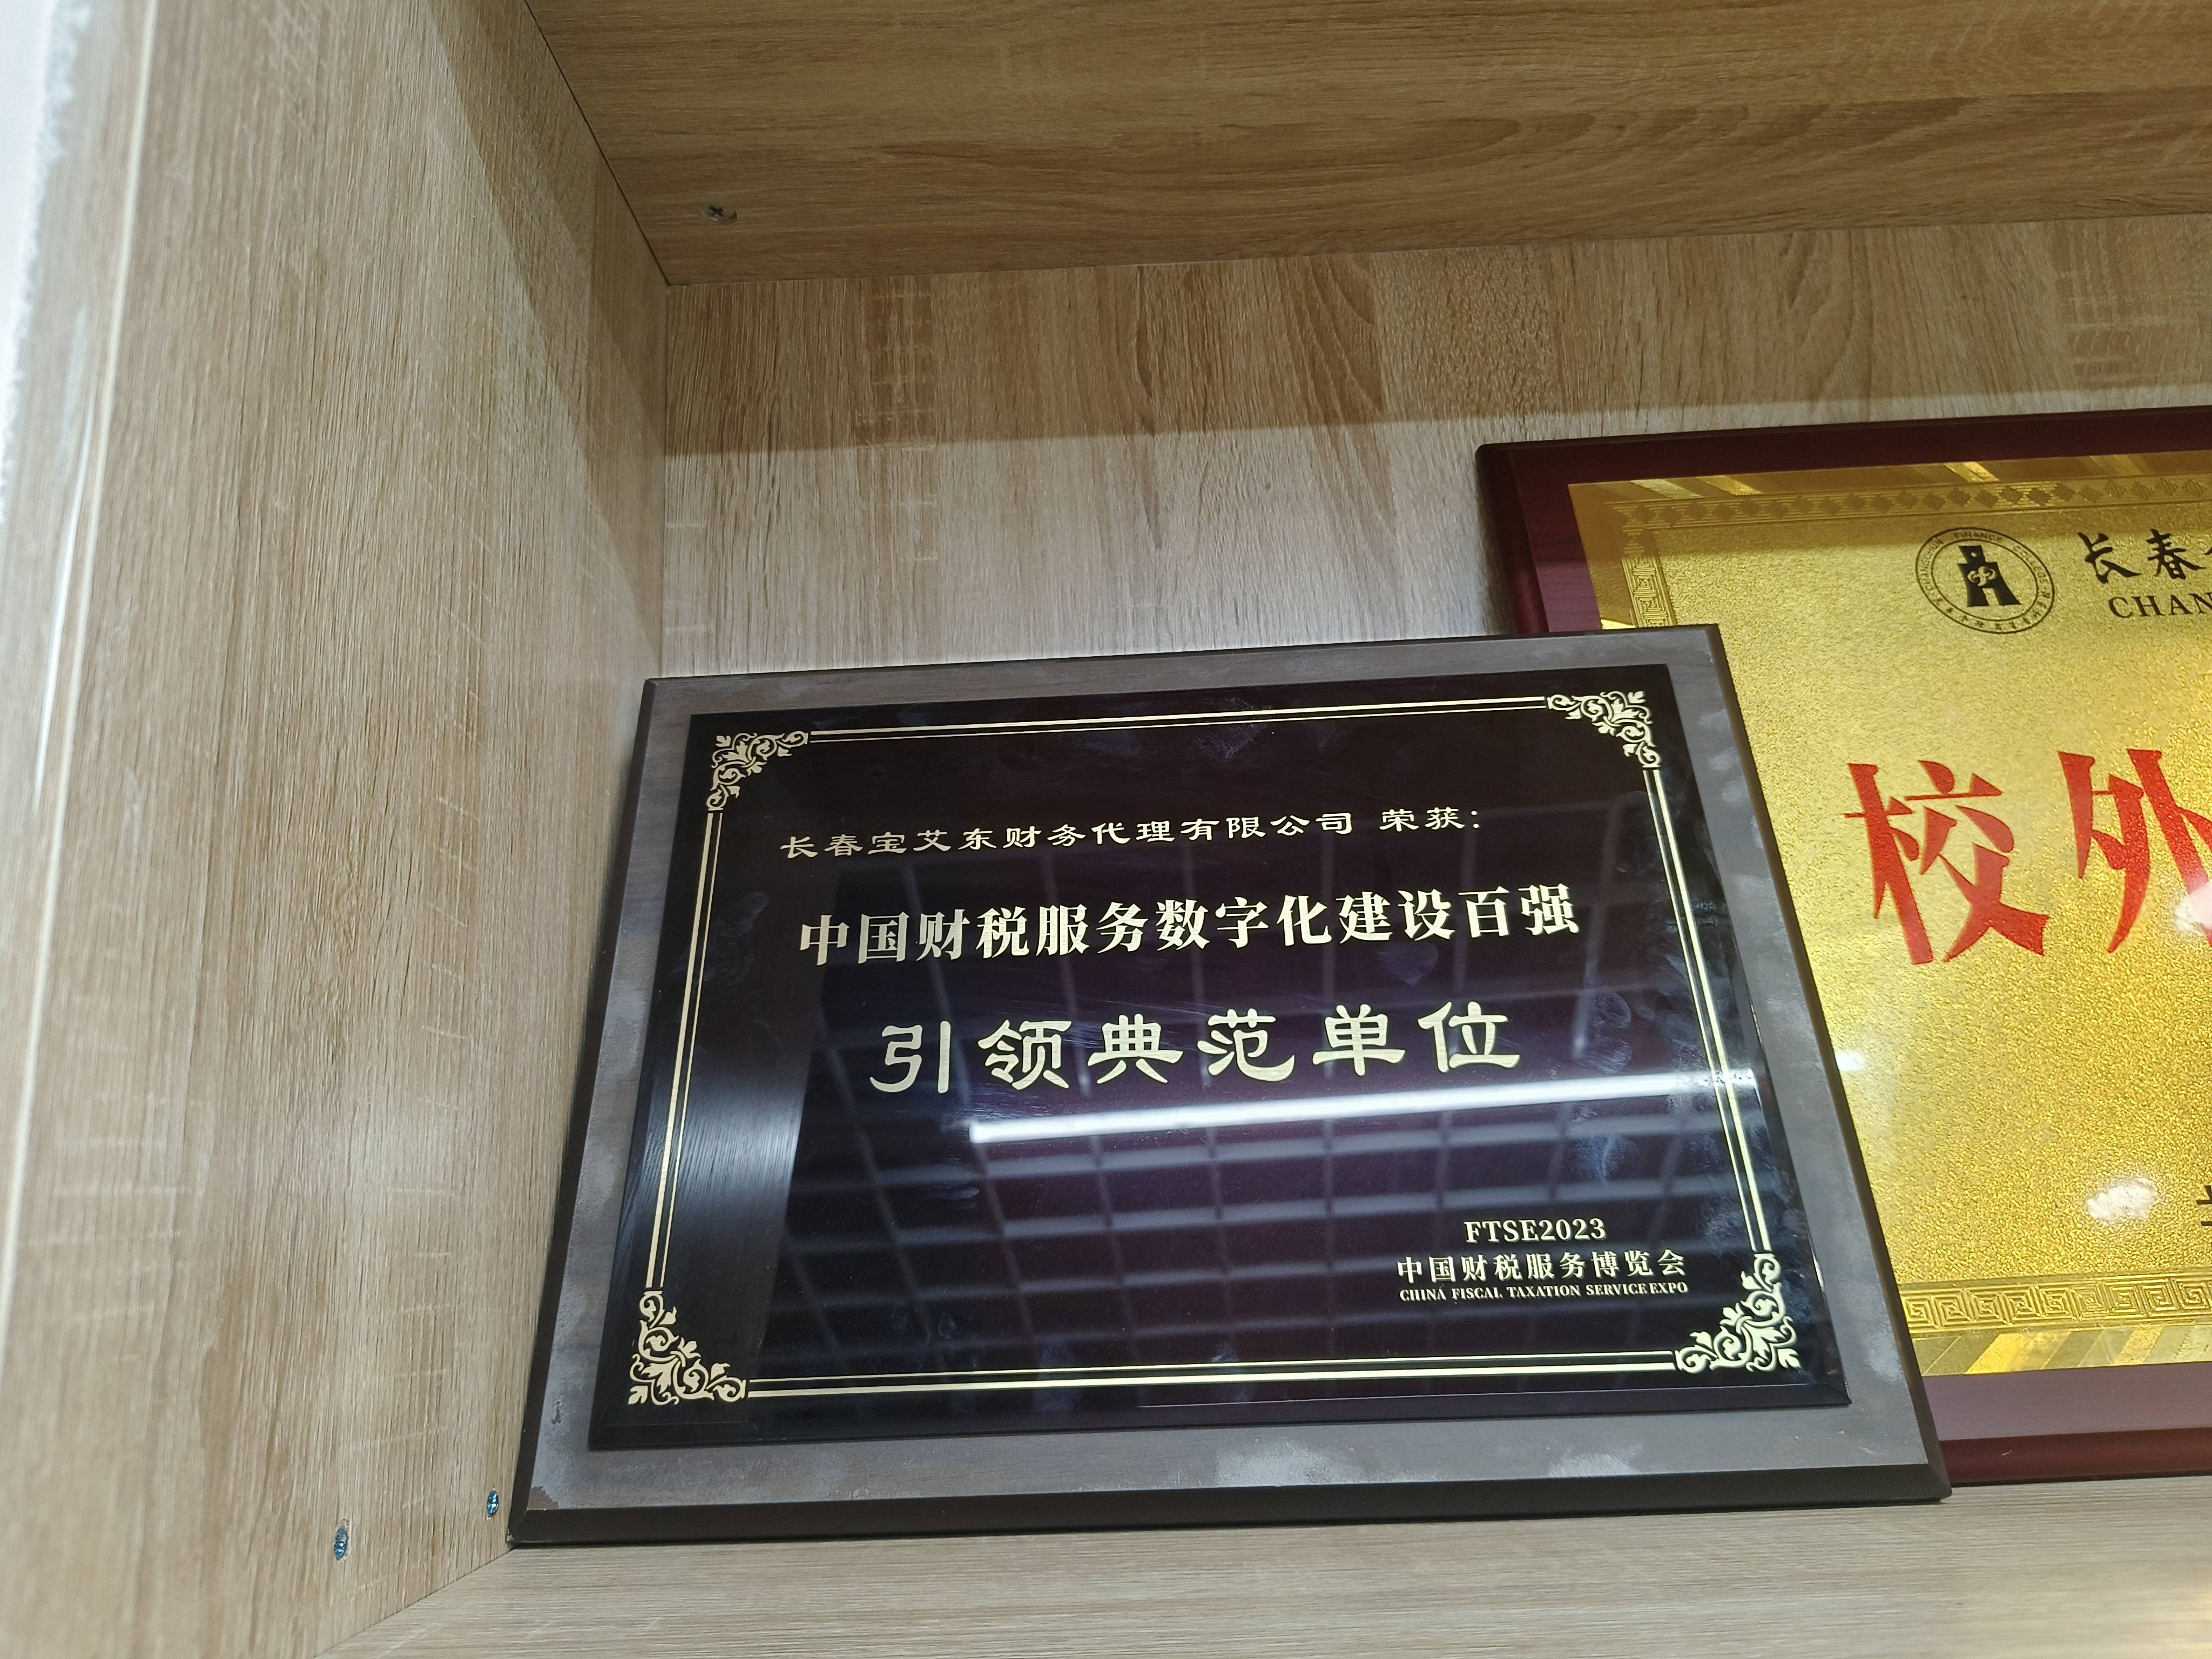 长春宝艾东财务代理有限公司 荣获：
中国财税服务数字化建设百强
引领典范单位
FTSE2023
中国财税服务博览会
CHINA FISCAL TAXATION SERVICE EXPO
长春
CHAN
校外